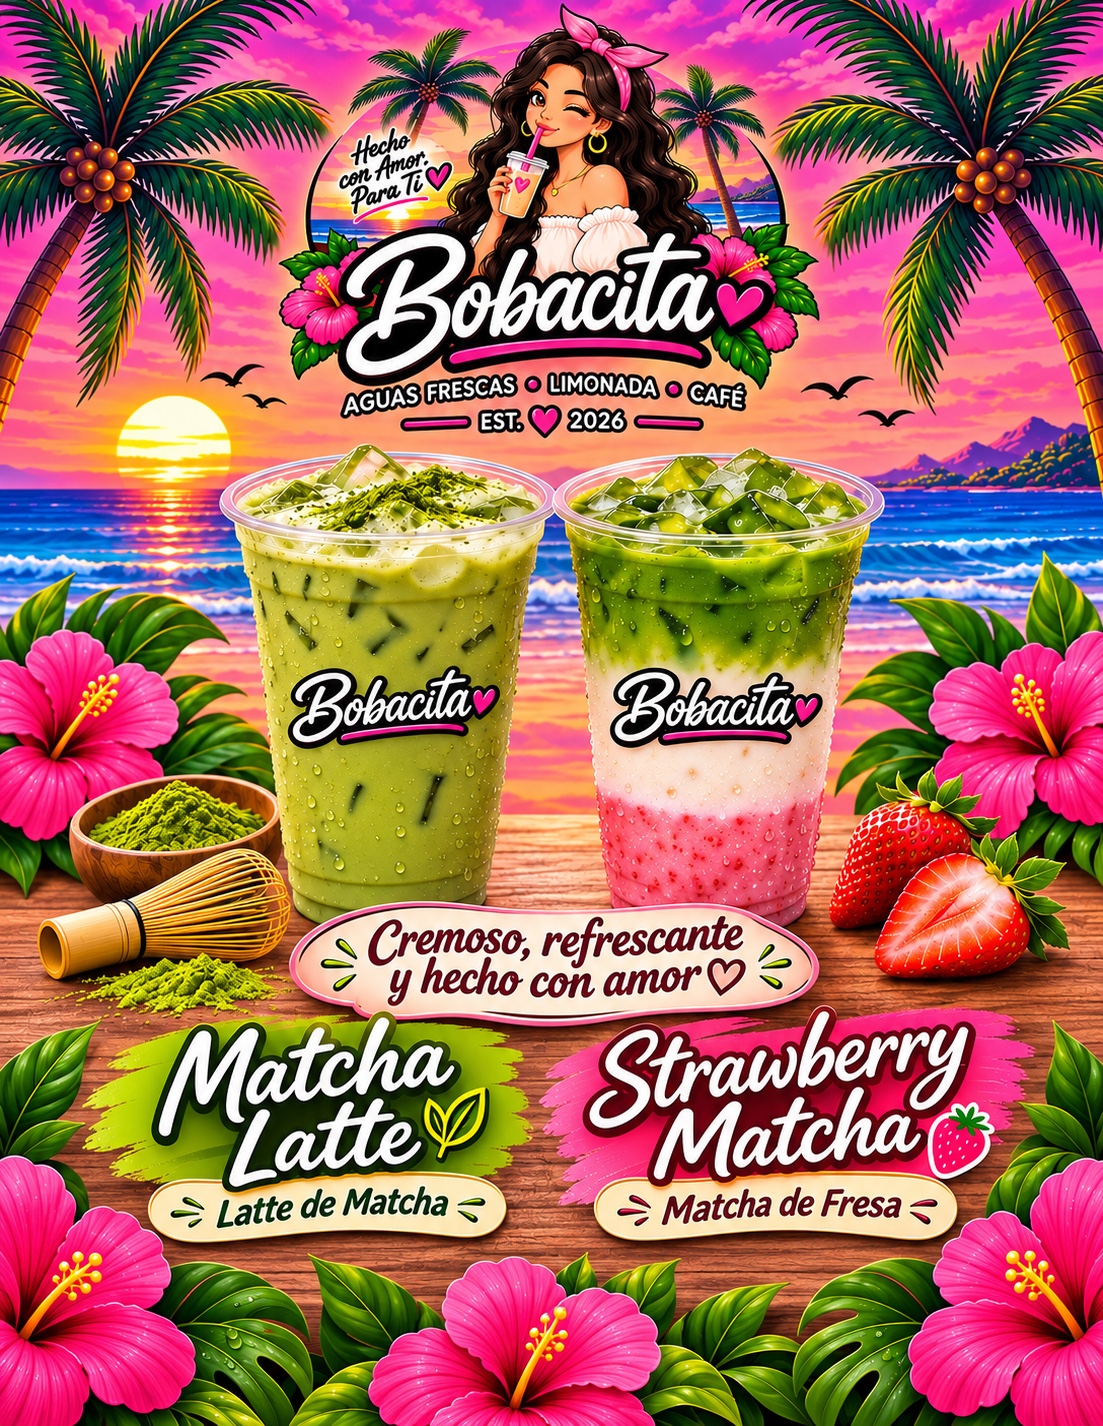 Hecho
con Amor.
Para Ti
Bobacita
AGUAS FRESCAS • LIMONADA • CAFÉ
EST. 2026
Bobacita
Bobacita
Cremoso, refrescante
y hecho con amor
Matcha
Latte
Latte de Matcha
Strawberry
Matcha
Matcha de Fresa